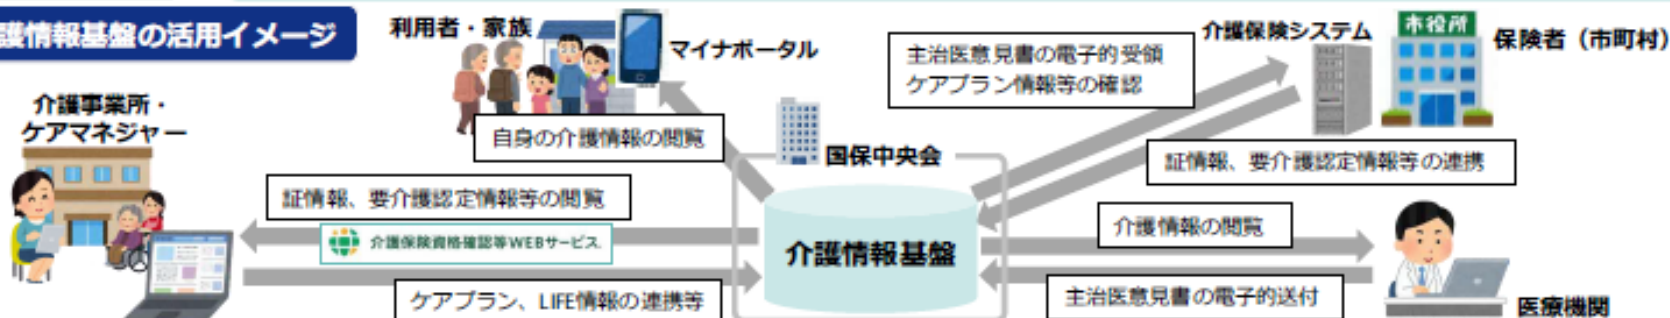 護情報基盤の活用イメージ
利用者・家族
マイナポータル
自身の介護情報の閲覧
介護事業所・
ケアマネジャー
証情報、要介護認定情報等の閲覧
介護保険資格確認等WEBサービス
ケアプラン、LIFE情報の連携等
国保中央会
介護情報基盤
主治医意見書の電子的受領
ケアプラン情報等の確認
介護保険システム
市役所
保険者（市町村）
証情報、要介護認定情報等の連携
介護情報の閲覧
主治医意見書の電子的送付
医療機関